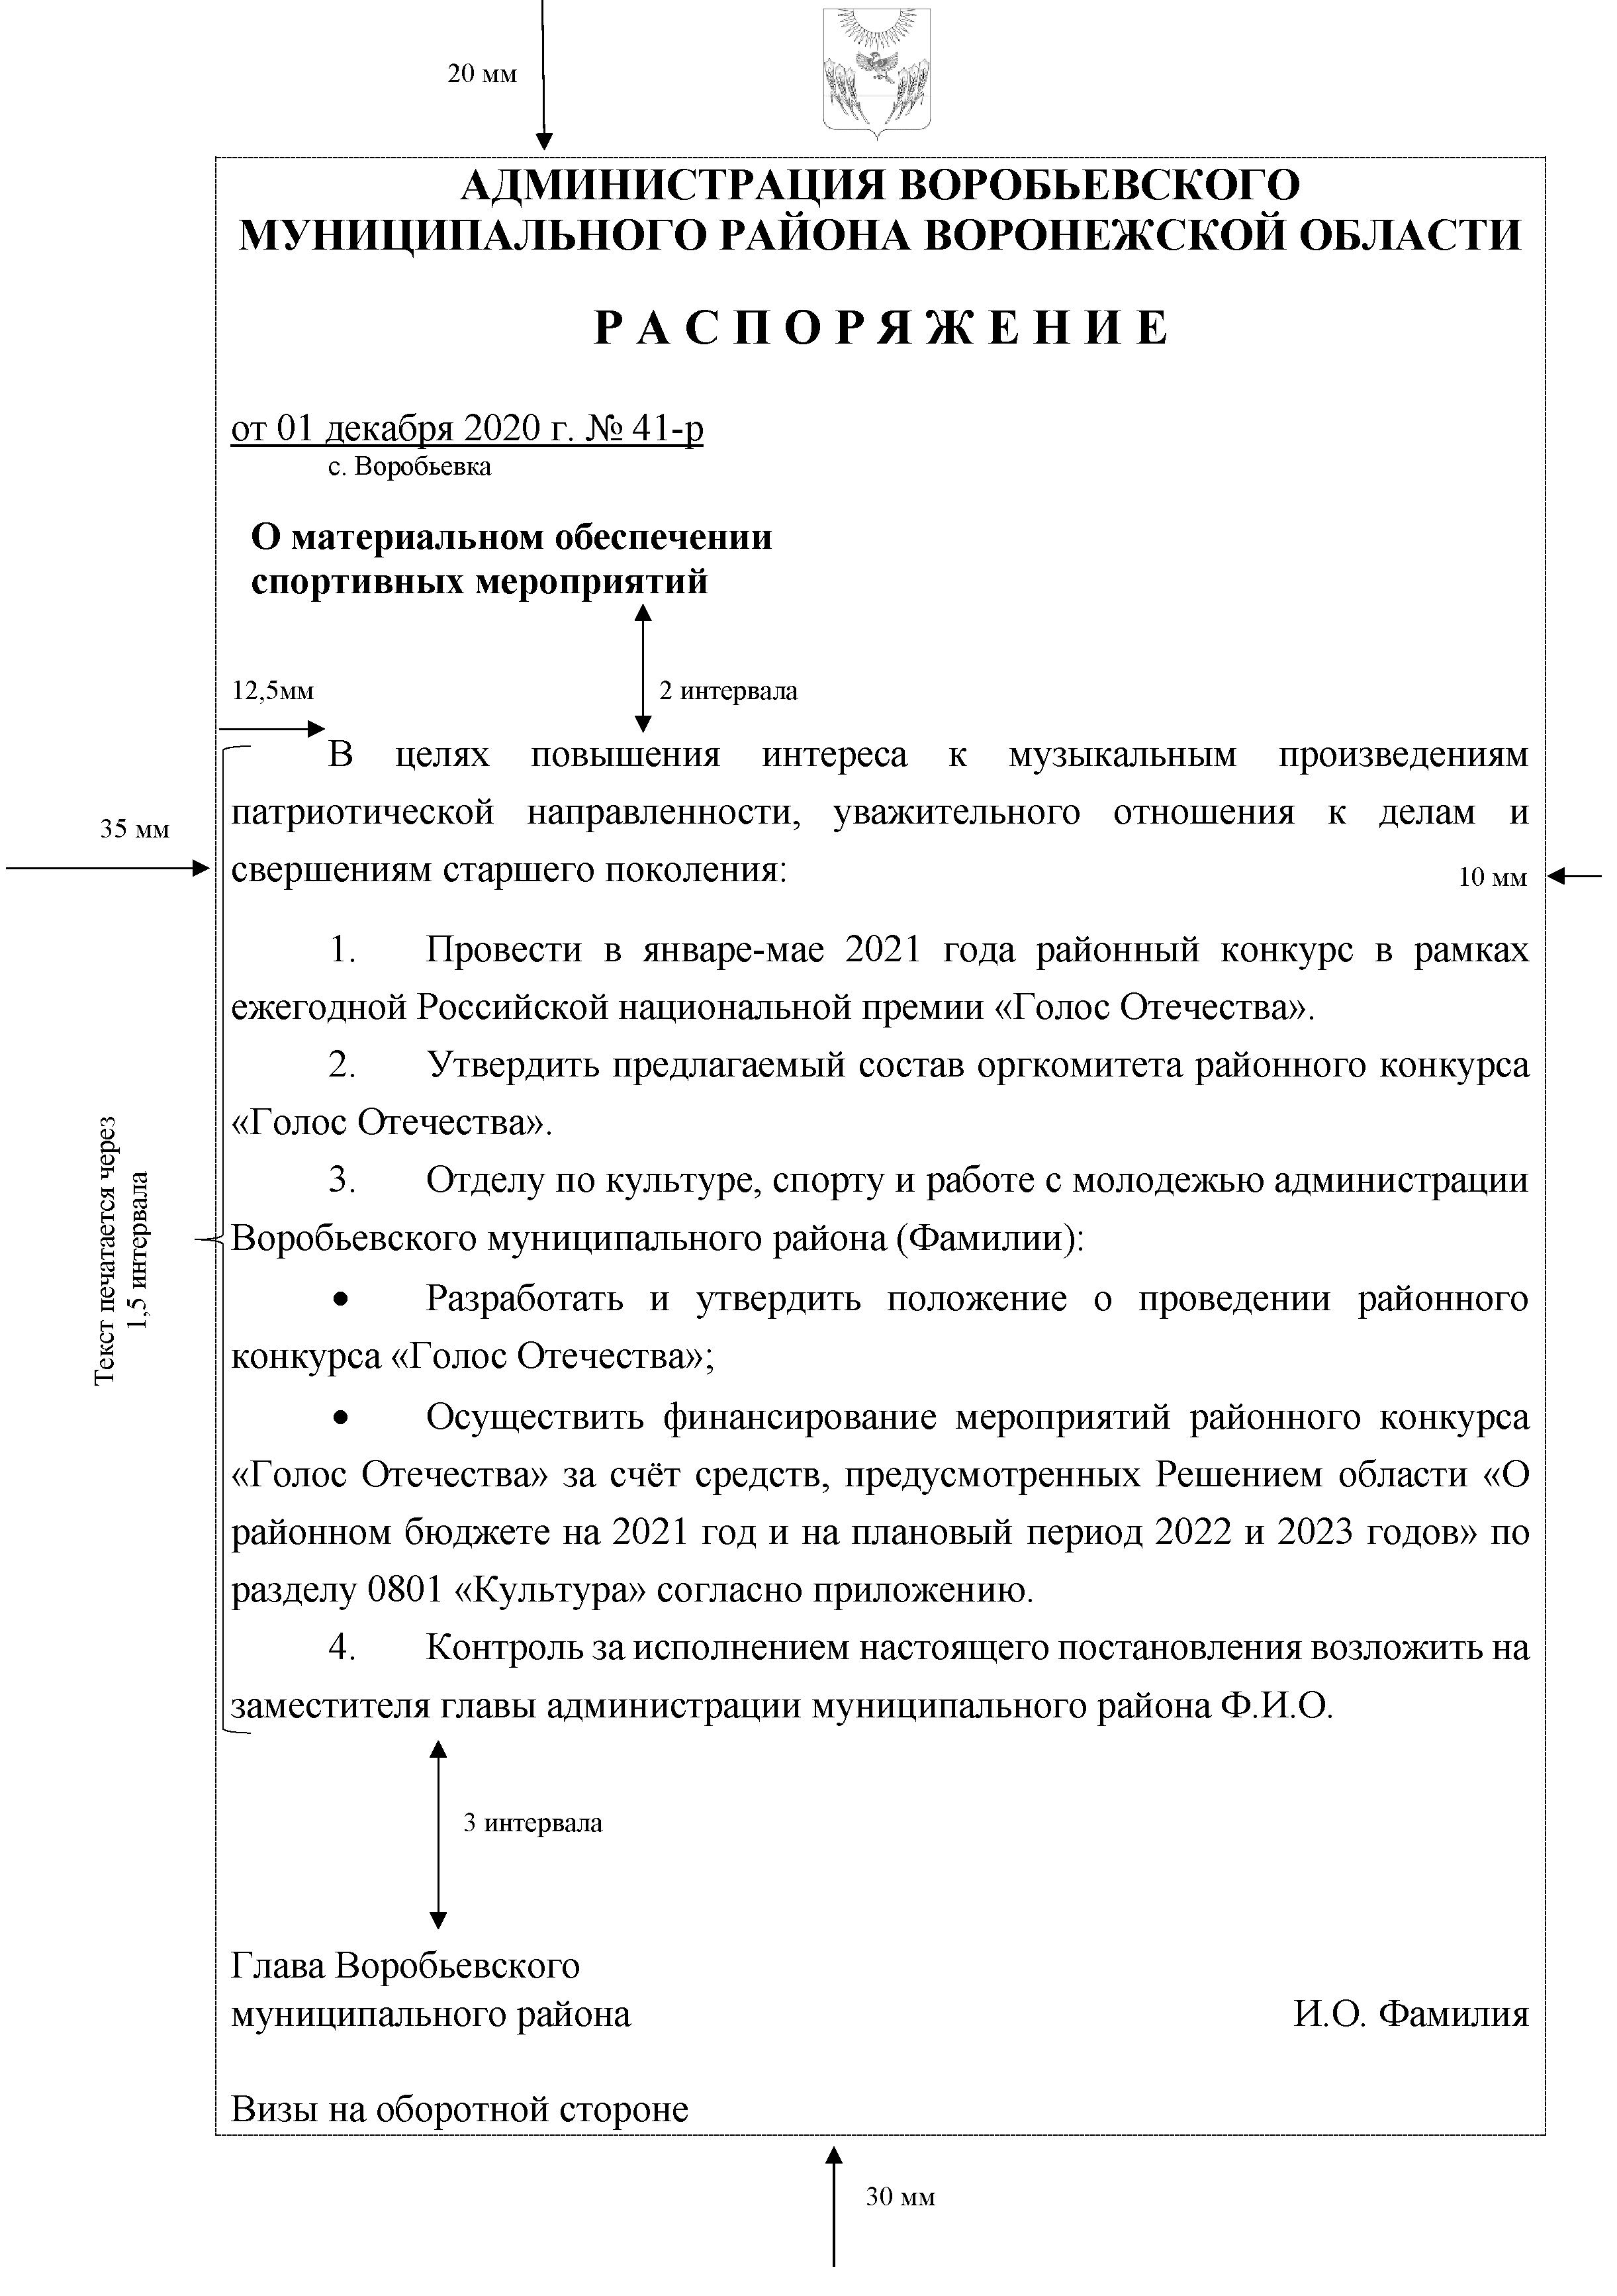 20 мм
АДМИНИСТРАЦИЯ ВОРОБЬЕВСКОГО
МУНИЦИПАЛЬНОГО РАЙОНА ВОРОНЕЖСКОЙ ОБЛАСТИ
Р А С П О Р Я Ж Е Н И Е
от 01 декабря 2020 г. № 41-р
с. Воробьевка
О материальном обеспечении
спортивных мероприятий
12,5мм
2 интервала
В целях повышения интереса к музыкальным произведениям
патриотической направленности, уважительного отношения к делам и
35 мм
свершениям старшего поколения:
10 мм
1. Провести в январе-мае 2021 года районный конкурс в рамках
ежегодной Российской национальной премии «Голос Отечества».
2. Утвердить предлагаемый состав оргкомитета районного конкурса
«Голос Отечества».
3. Отделу по культуре, спорту и работе с молодежью администрации
Воробьевского муниципального района (Фамилии):
Текст печатается через
1,5 интервала
• Разработать и утвердить положение о проведении районного
конкурса «Голос Отечества»;
• Осуществить финансирование мероприятий районного конкурса
«Голос Отечества» за счёт средств, предусмотренных Решением области «О
районном бюджете на 2021 год и на плановый период 2022 и 2023 годов» по
разделу 0801 «Культура» согласно приложению.
4. Контроль за исполнением настоящего постановления возложить на
заместителя главы администрации муниципального района Ф.И.О.
3 интервала
Глава Воробьевского
муниципального района И.О. Фамилия
Визы на оборотной стороне
30 мм